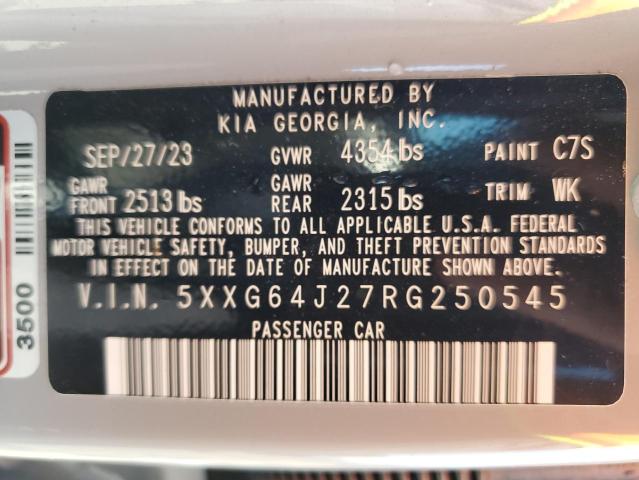 MANUFACTURED BY
KIA GEORGIA, INC.
SEP/27/23 GVWR 4354 lbs PAINT C7S
GAWR FRONT 2513 lbs GAWR REAR 2315 lbs TRIM WK
THIS VEHICLE CONFORMS TO ALL APPLICABLE U.S.A. FEDERAL
MOTOR VEHICLE SAFETY, BUMPER, AND THEFT PREVENTION STANDARDS
IN EFFECT ON THE DATE OF MANUFACTURE SHOWN ABOVE.
V.I.N. 5XXG64J27RG250545
PASSENGER CAR
3500